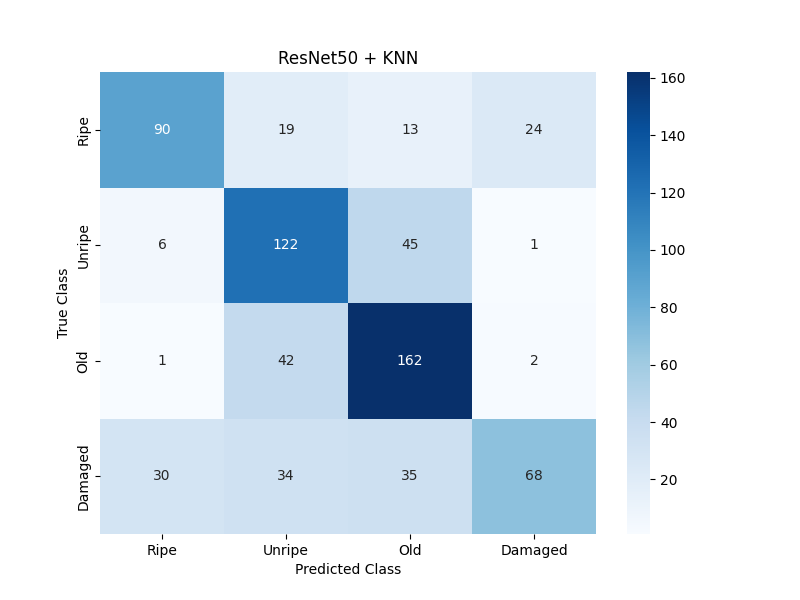 ResNet50 + KNN
True Class
Ripe 90 19 13 24
Unripe 6 122 45 1
Old 1 42 162 2
Damaged 30 34 35 68
Ripe Unripe Old Damaged
Predicted Class
160
140
120
100
80
60
40
20